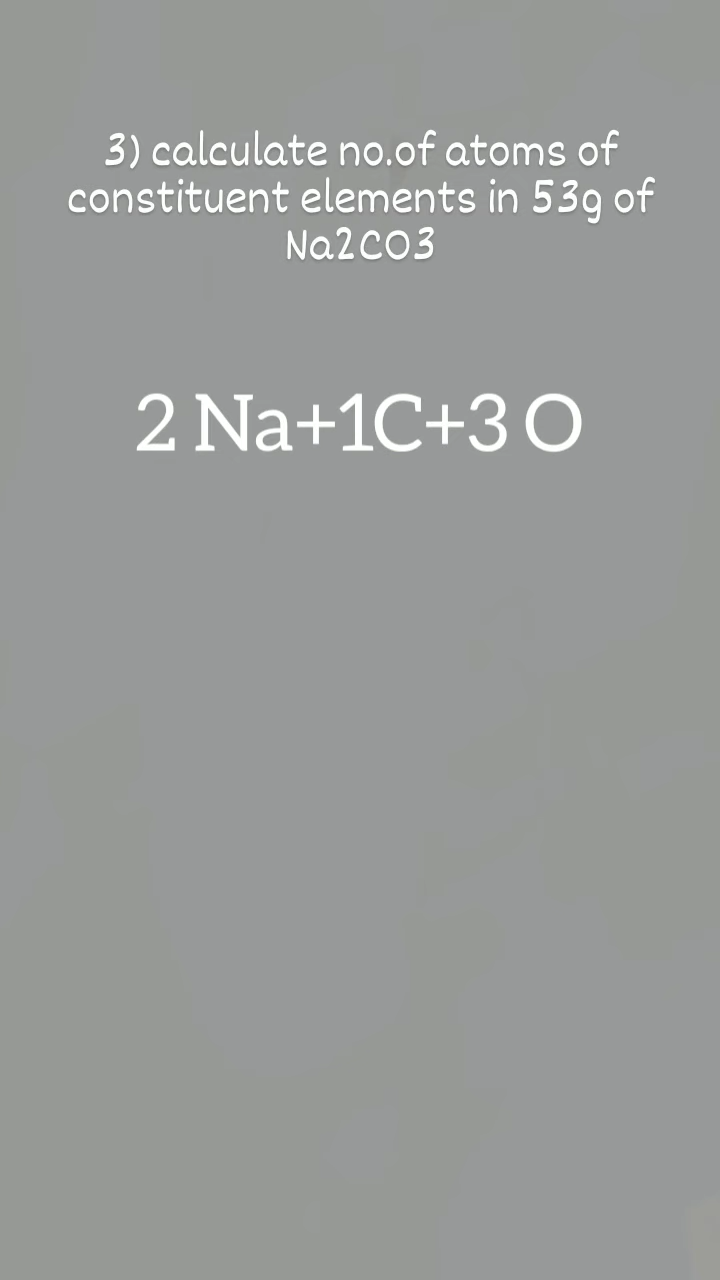 3) calculate no.of atoms of
constituent elements in 53g of
Na2CO3
2 Na+1C+3 O